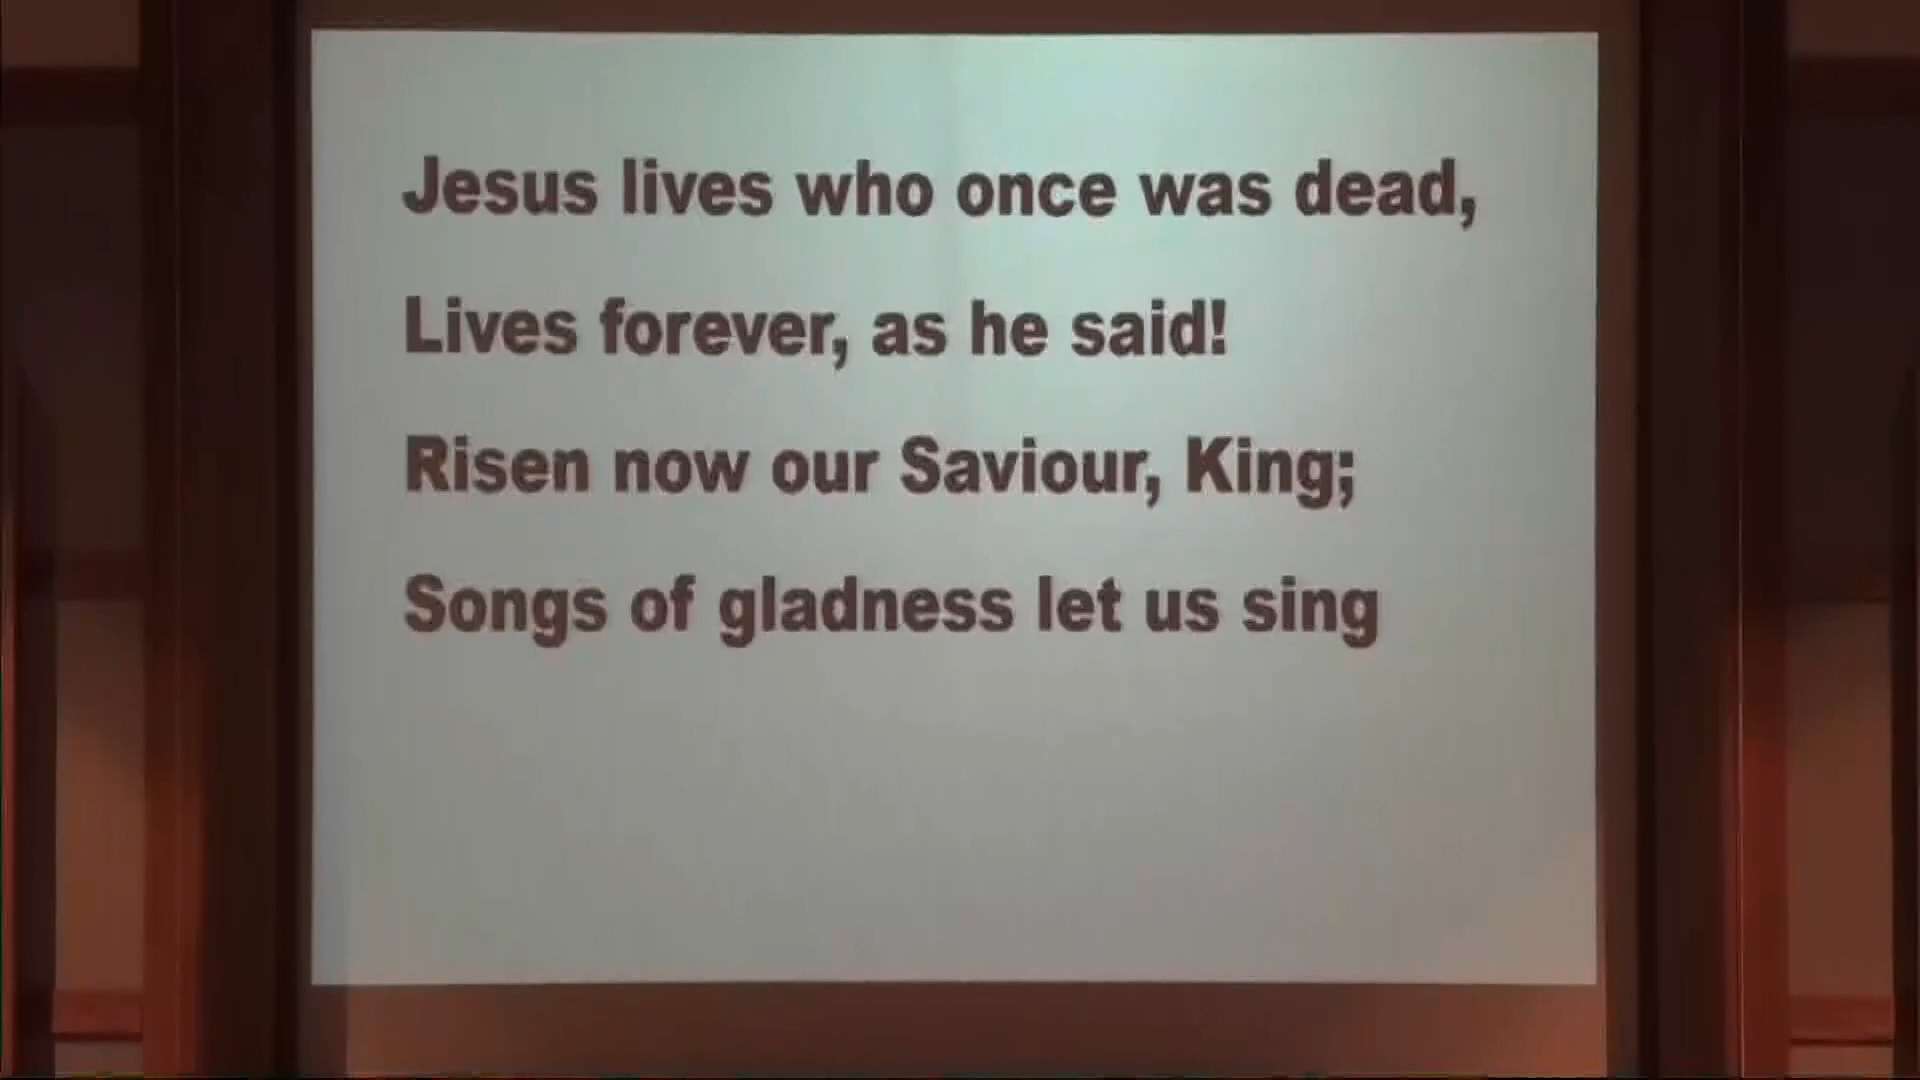 Jesus lives who once was dead,
Lives forever, as he said!
Risen now our Saviour, King;
Songs of gladness let us sing